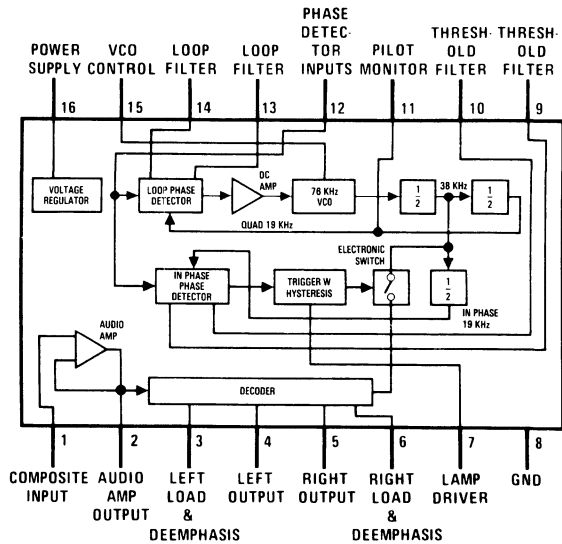 PHASE
DETEC-
TOR
INPUTS
POWER
SUPPLY
VCO
CONTROL
LOOP
FILTER
LOOP
FILTER
PILOT
MONITOR
THRESH-
OLD
FILTER
THRESH-
OLD
FILTER
16
15
14
13
12
11
10
9
VOLTAGE
REGULATOR
LOOP PHASE
DETECTOR
DC
AMP
76 KHz
VCO
1
2
38 KHz
1
2
QUAD 19 KHz
ELECTRONIC
SWITCH
IN PHASE
PHASE
DETECTOR
TRIGGER W
HYSTERESIS
1
2
IN PHASE
19 KHz
AUDIO
AMP
DECODER
1
2
3
4
5
6
7
8
COMPOSITE
INPUT
AUDIO
AMP
OUTPUT
LEFT
LOAD
&
DEEMPHASIS
LEFT
OUTPUT
RIGHT
OUTPUT
RIGHT
LOAD
&
DEEMPHASIS
LAMP
DRIVER
GND